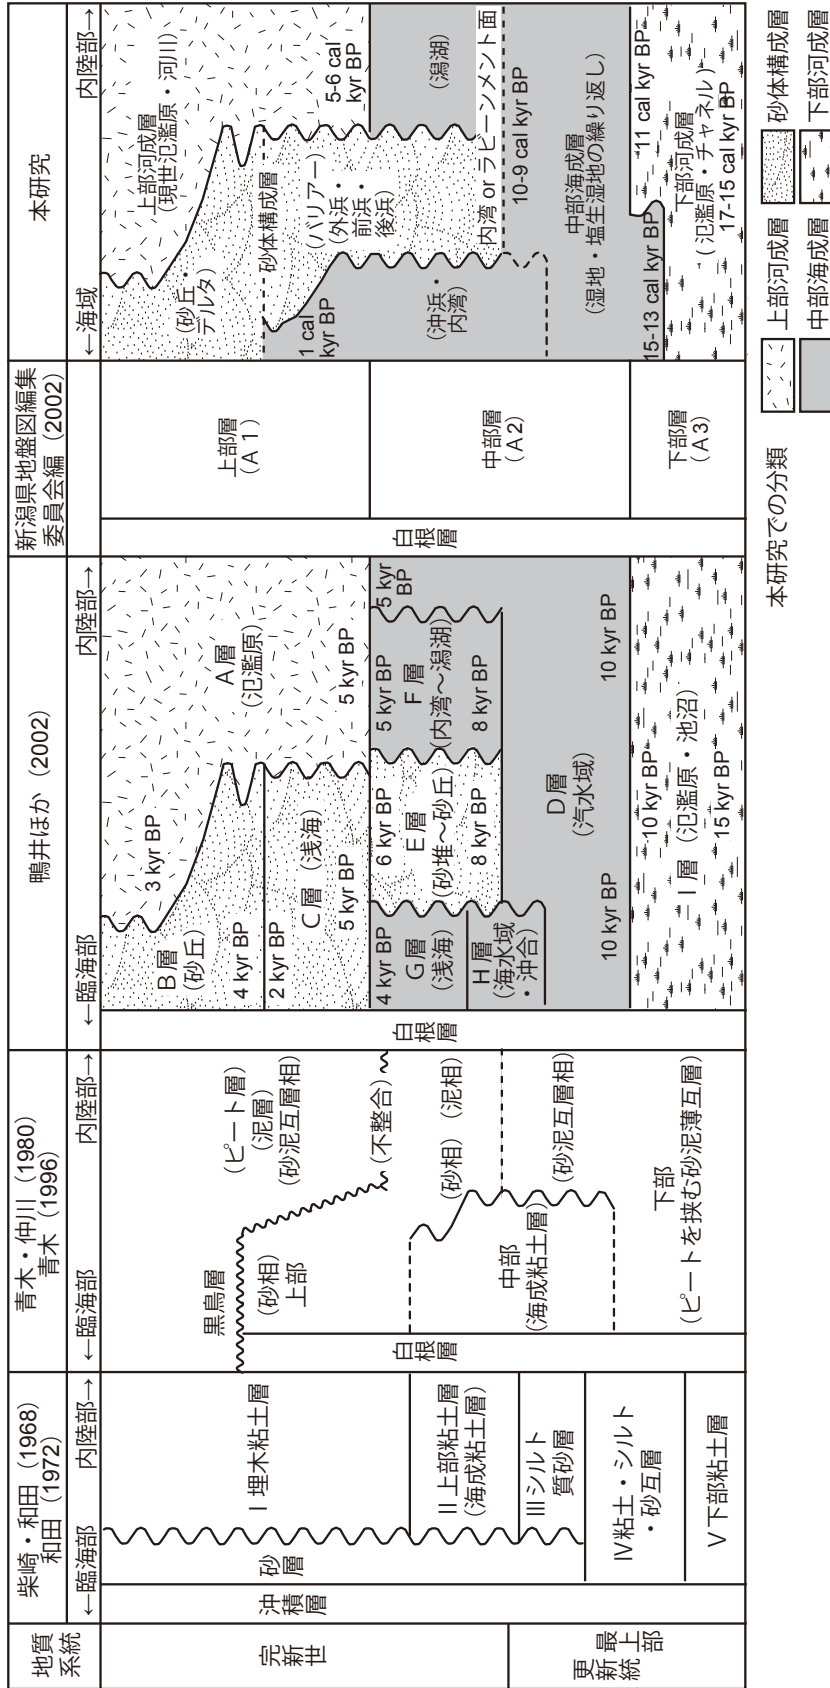 地質
系統
完新世
更新統
最上部
柴崎・和田（1968）
和田（1972）
←臨海部
内陸部→
沖積層
砂層
Ⅰ埋木粘土層
Ⅱ上部粘土層
（海成粘土層）
Ⅲシルト
質砂層
Ⅳ粘土・シルト
・砂互層
Ⅴ下部粘土層
青木・仲川（1980）
青木（1996）
←臨海部
内陸部→
黒鳥層
白根層
（砂相）
上部
（ピート層）
（泥層）
（砂泥互層相）
（不整合）
（砂相）（泥相）
中部
（海成粘土層）
（砂泥互層相）
下部
（ピートを挟む砂泥薄互層）
鴨井ほか（2002）
←臨海部
内陸部→
白根層
3 kyr BP
B層
（砂丘）
4 kyr BP
A層
（氾濫原）
5 kyr BP
2 kyr BP
C層（浅海）
5 kyr BP
4 kyr BP
G層
（浅海）
H層
（海水域
・沖合）
6 kyr BP
E層
（砂堆～砂丘）
8 kyr BP
5 kyr BP
F層
（内湾～潟湖）
8 kyr BP
5 kyr
BP
D層
（汽水域）
10 kyr BP
10 kyr BP
10 kyr BP
I層（氾濫原・池沼）
15 kyr BP
新潟県地盤図編集
委員会編（2002）
白根層
上部層
（A1）
中部層
（A2）
下部層
（A3）
本研究
←海域
内陸部→
上部河成層
（現世氾濫原・河川）
（砂丘・
デルタ）
5-6 cal
kyr BP
砂体構成層
（バリアー）
（外浜・
前浜・
後浜）
1 cal
kyr BP
（潟湖）
（沖浜・
内湾）
内湾 or ラビーンメント面
10-9 cal kyr BP
中部海成層
（湿地・塩生湿地の繰り返し）
15-13 cal kyr BP
11 cal kyr BP
下部河成層
（氾濫原・チャネル）
17-15 cal kyr BP
本研究での分類
上部河成層
砂体構成層
中部海成層
下部河成層